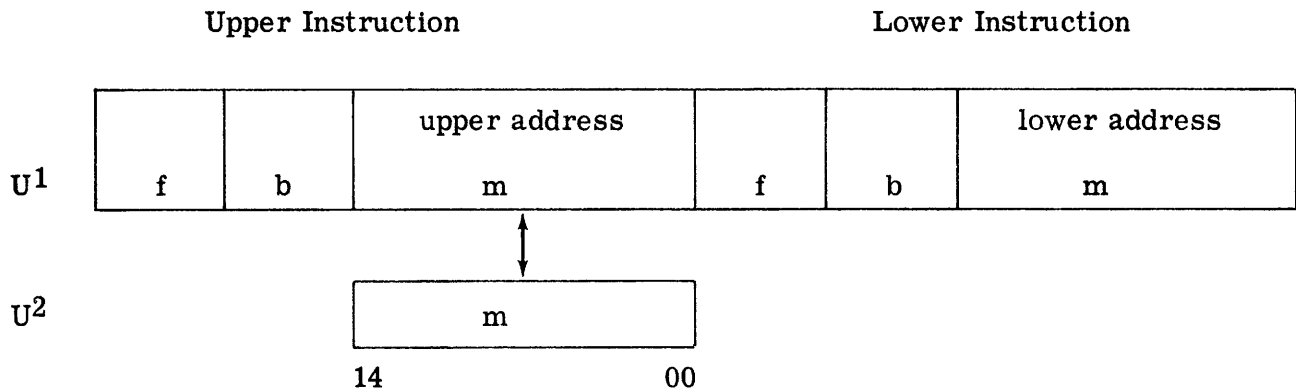 Upper Instruction Lower Instruction
upper address lower address
U¹ f b m f b m
U² m
14 00